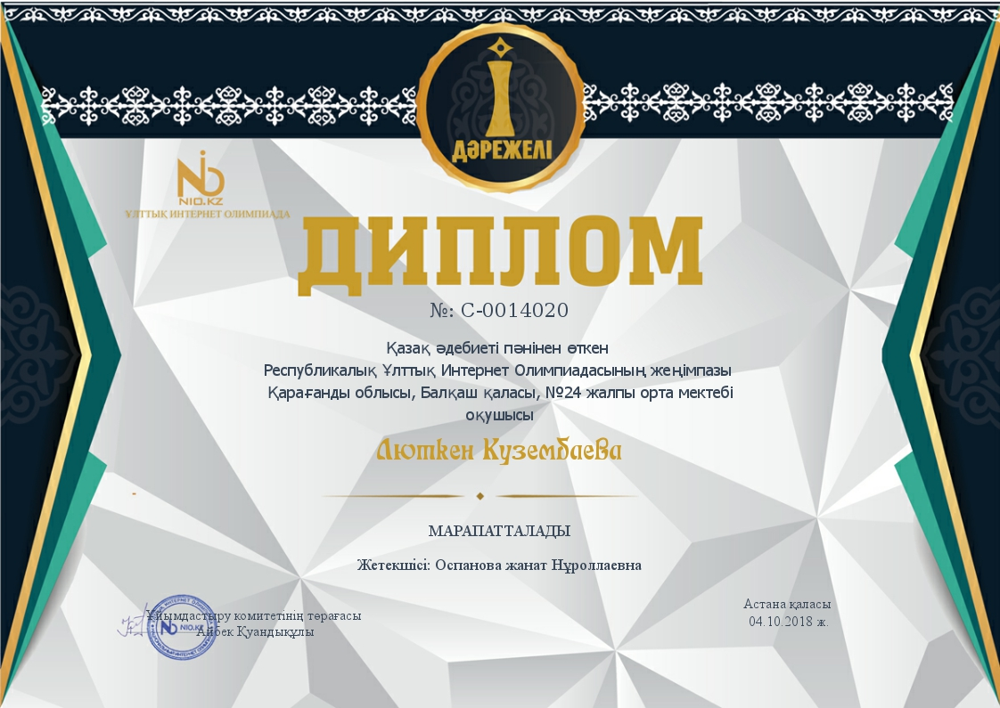 I
ДӘРЕЖЕЛІ
NIO.KZ
ҰЛТТЫҚ ИНТЕРНЕТ ОЛИМПИАДА
ДИПЛОМ
№: С-0014020
Қазақ әдебиеті пәнінен өткен
Республикалық Ұлттық Интернет Олимпиадасының жеңімпазы
Қарағанды облысы, Балқаш қаласы, №24 жалпы орта мектебі
оқушысы
Люткен Кузембаева
МАРАПАТТАЛАДЫ
Жетекшісі: Оспанова жанат Нұроллаевна
Ұйымдастыру комитетінің төрағасы
Айбек Қуандықұлы
NIO.KZ
Астана қаласы
04.10.2018 ж.